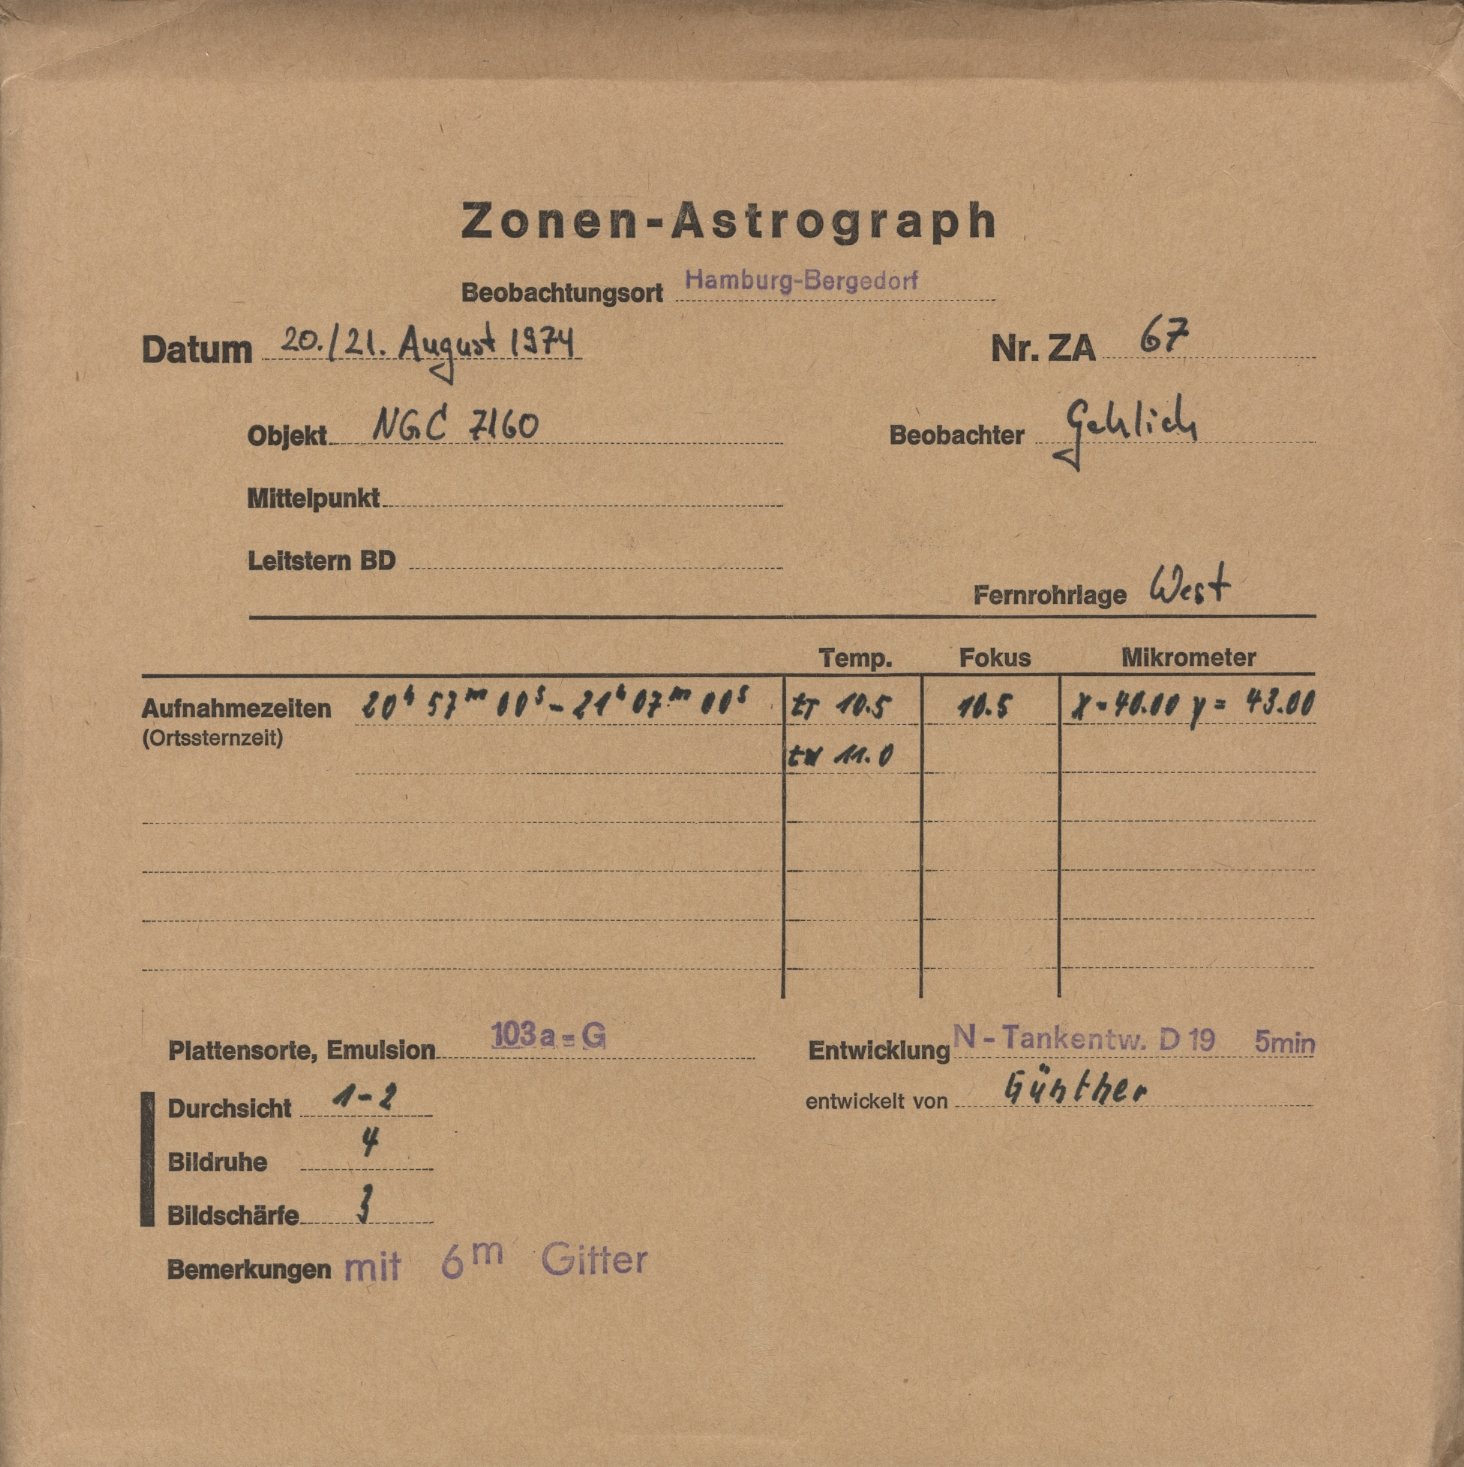 Zonen-Astrograph
Beobachtungsort Hamburg-Bergedorf
Datum 20./21. August 1974 Nr. ZA 67
Objekt NGC 7160 Beobachter Gehlich
Mittelpunkt
Leitstern BD
Fernrohrlage West
Temp. Fokus Mikrometer
Aufnahmezeiten 20h 57m 00s - 21h 07m 00s tT 10.5 10.5 x = 40.00 y = 43.00
(Ortssternzeit)
tW 11.0
Plattensorte, Emulsion 103a-G Entwicklung N-Tankentw. D 19 5min
Durchsicht 1-2 entwickelt von Günther
Bildruhe 4
Bildschärfe 3
Bemerkungen mit 6m Gitter